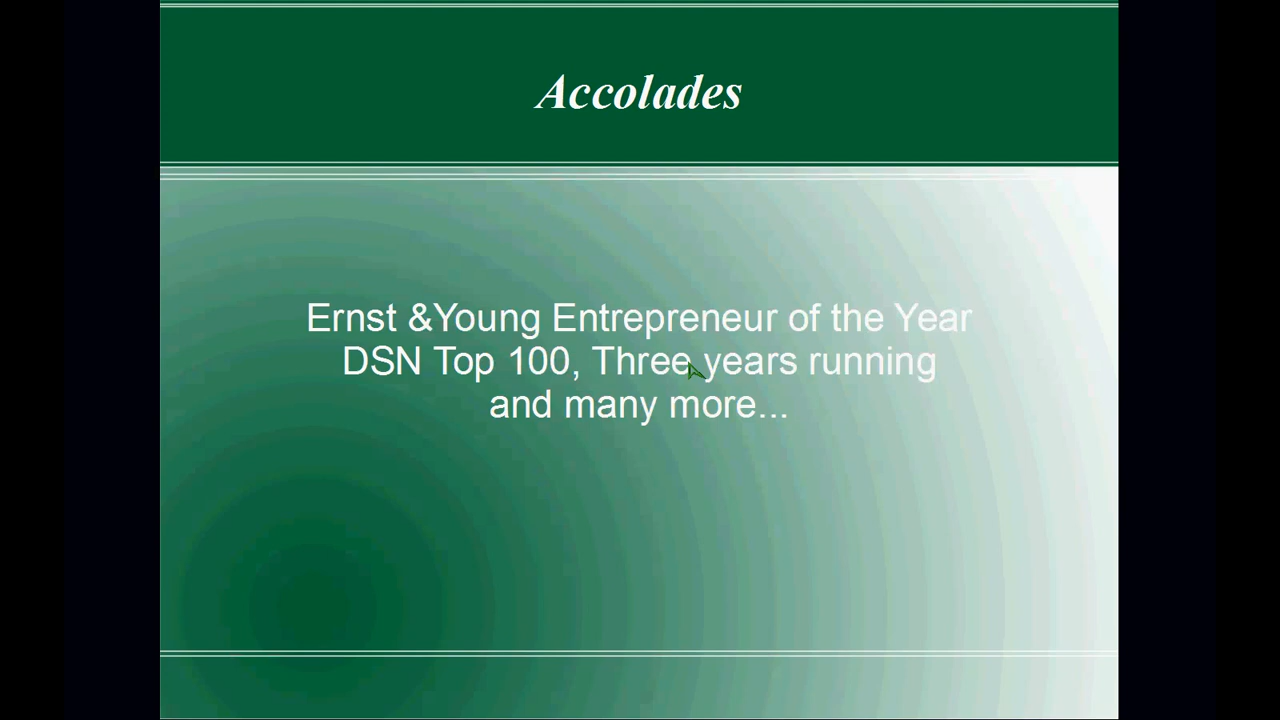 Accolades
Ernst &Young Entrepreneur of the Year
DSN Top 100, Three years running
and many more...